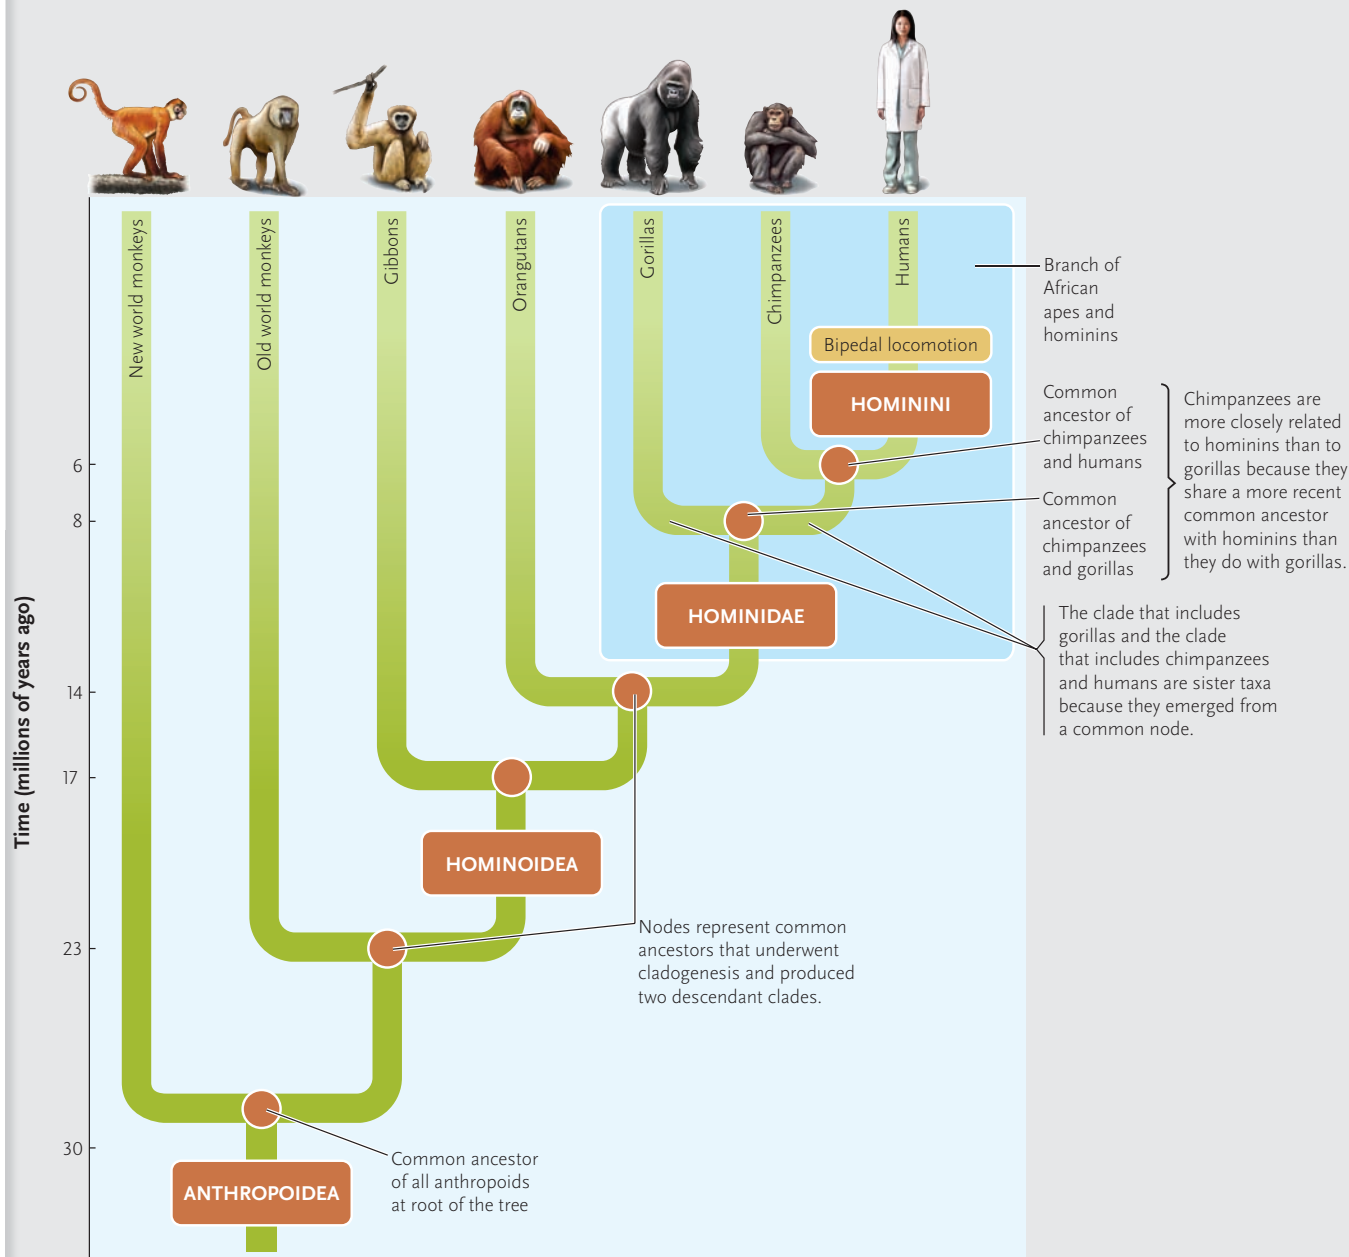 New world monkeys
Old world monkeys
Gibbons
Orangutans
Gorillas
Chimpanzees
Humans
Branch of
African
apes and
hominins
Bipedal locomotion
HOMININI
Common
ancestor of
chimpanzees
and humans
Common
ancestor of
chimpanzees
and gorillas
Chimpanzees are
more closely related
to hominins than to
gorillas because they
share a more recent
common ancestor
with hominins than
they do with gorillas.
6
8
HOMINIDAE
The clade that includes
gorillas and the clade
that includes chimpanzees
and humans are sister taxa
because they emerged from
a common node.
Time (millions of years ago)
14
17
HOMINOIDEA
23
Nodes represent common
ancestors that underwent
cladogenesis and produced
two descendant clades.
30
Common ancestor
of all anthropoids
at root of the tree
ANTHROPOIDEA